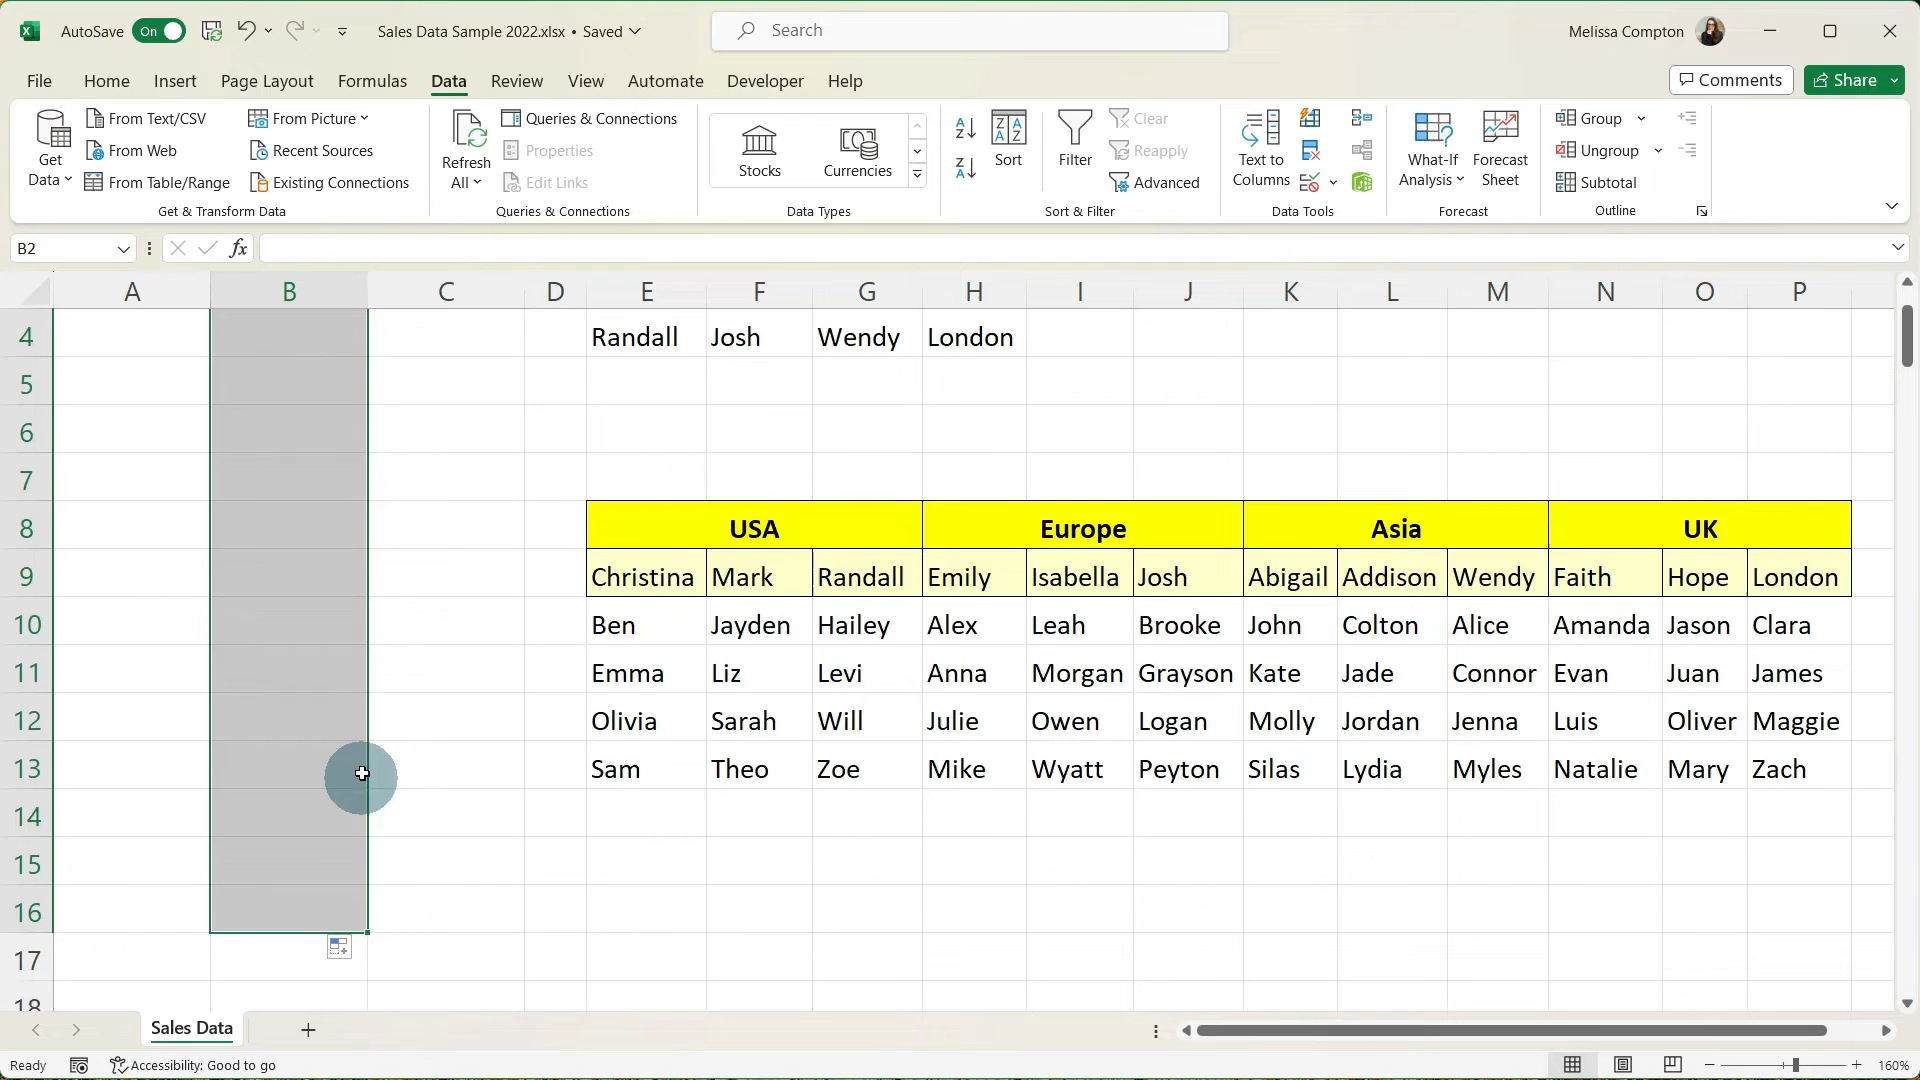 AutoSave On Sales Data Sample 2022.xlsx • Saved Search Melissa Compton
File Home Insert Page Layout Formulas Data Review View Automate Developer Help Comments Share
Get Data
From Text/CSV
From Web
From Table/Range
From Picture
Recent Sources
Existing Connections
Get & Transform Data
Refresh All
Queries & Connections
Properties
Edit Links
Queries & Connections
Stocks Currencies
Data Types
Sort
Filter
Clear
Reapply
Advanced
Sort & Filter
Text to Columns
Data Tools
What-If Analysis
Forecast Sheet
Forecast
Group
Ungroup
Subtotal
Outline
B2 fx
A B C D E F G H I J K L M N O P
4 Randall Josh Wendy London
5
6
7
8 USA Europe Asia UK
9 Christina Mark Randall Emily Isabella Josh Abigail Addison Wendy Faith Hope London
10 Ben Jayden Hailey Alex Leah Brooke John Colton Alice Amanda Jason Clara
11 Emma Liz Levi Anna Morgan Grayson Kate Jade Connor Evan Juan James
12 Olivia Sarah Will Julie Owen Logan Molly Jordan Jenna Luis Oliver Maggie
13 Sam Theo Zoe Mike Wyatt Peyton Silas Lydia Myles Natalie Mary Zach
14
15
16
17
18
Sales Data
Ready Accessibility: Good to go 160%